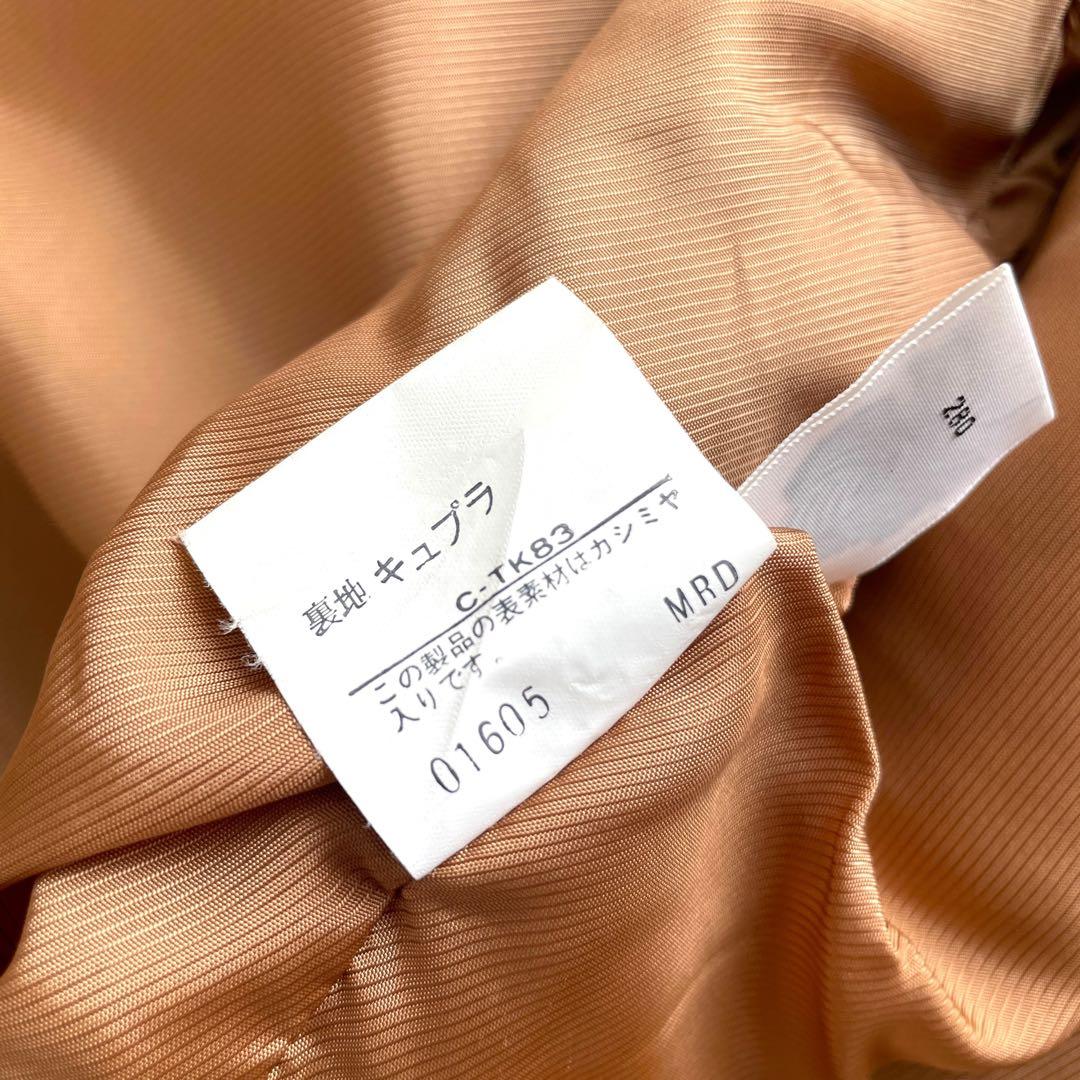 裏地 キュプラ
C-TK83
この製品の表素材はカシミヤ
入りです。
01605 MRD
280